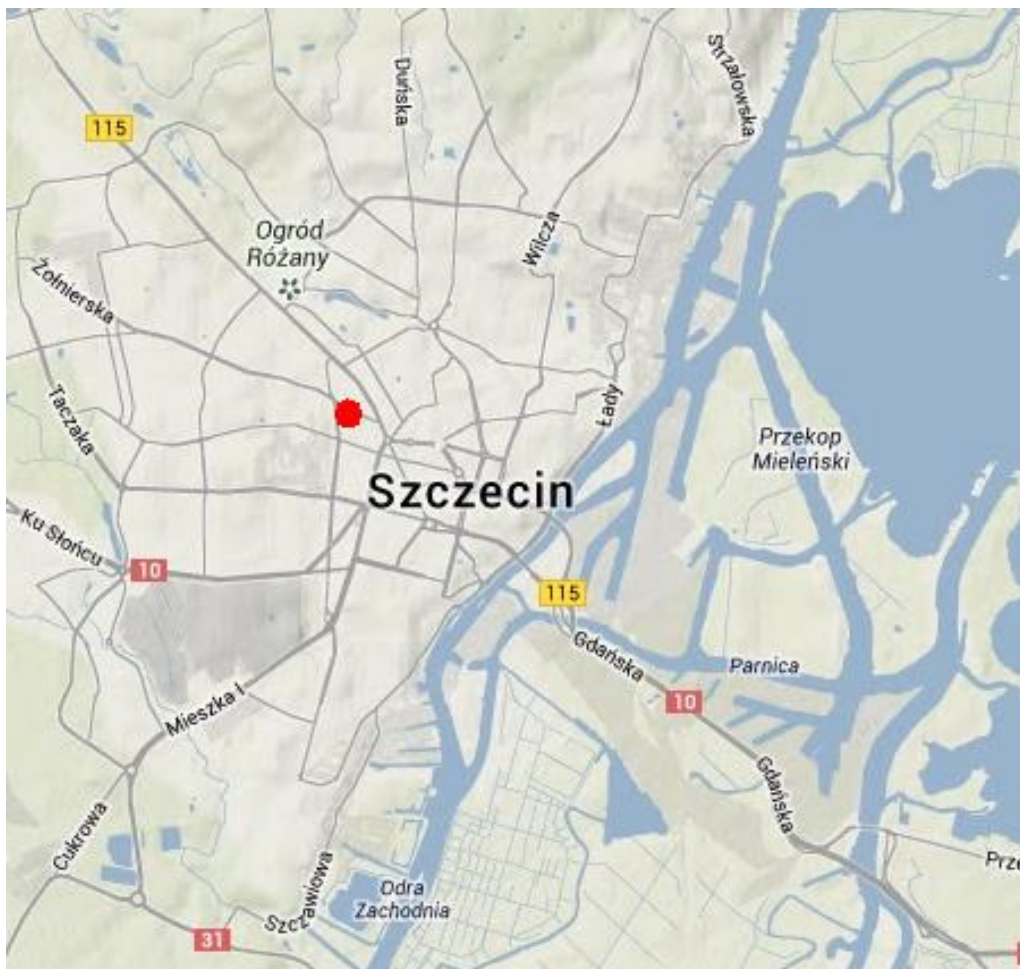 Duńska
Strzałowska
115
Wilcza
Ogród
Różany
Żołnierska
Taczaka
Łady
Przekop
Mieleński
Szczecin
Ku Słońcu
10
115
Gdańska
Parnica
10
Mieszka I
Gdańska
Cukrowa
Prze
Odra
Zachodnia
Szczawiowa
31